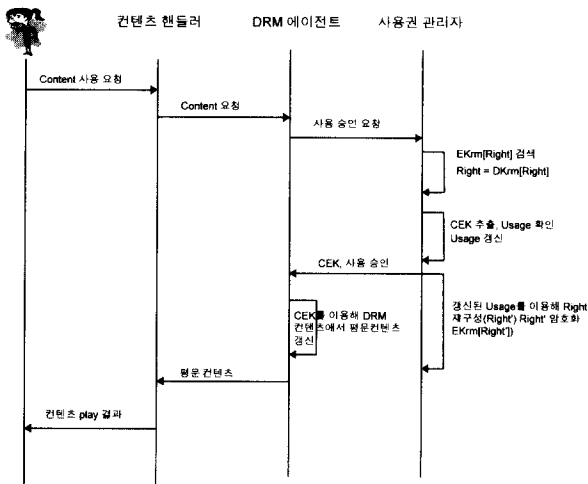 컨텐츠 핸들러
DRM 에이전트
사용권 관리자
Content 사용 요청
Content 요청
사용 승인 요청
EKrm[Right] 검색
Right = DKrm[Right]
CEK 추출, Usage 확인
Usage 갱신
CEK, 사용 승인
CEK를 이용해 DRM
컨텐츠에서 평문컨텐츠
갱신
갱신된 Usage를 이용해 Right
재구성(Right') Right' 암호화
EKrm[Right'])
평문컨텐츠
컨텐츠 play 결과